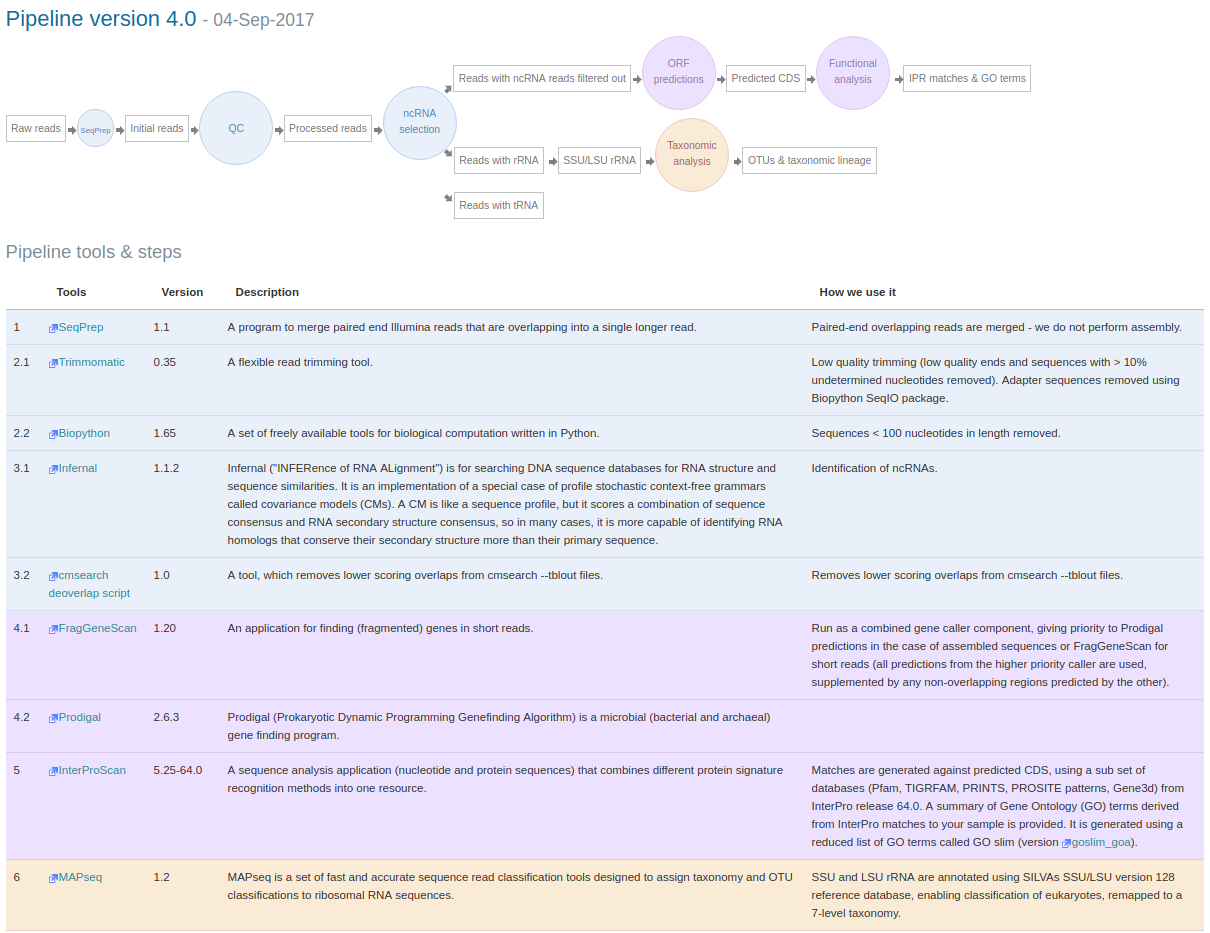 Pipeline version 4.0 - 04-Sep-2017
Raw reads
SeqPrep
Initial reads
QC
Processed reads
ncRNA
selection
Reads with ncRNA reads filtered out
ORF
predictions
Predicted CDS
Functional
analysis
IPR matches & GO terms
Reads with rRNA
SSU/LSU rRNA
Taxonomic
analysis
OTUs & taxonomic lineage
Reads with tRNA
Pipeline tools & steps
Tools Version Description How we use it
1 SeqPrep 1.1 A program to merge paired end Illumina reads that are overlapping into a single longer read. Paired-end overlapping reads are merged - we do not perform assembly.
2.1 Trimmomatic 0.35 A flexible read trimming tool. Low quality trimming (low quality ends and sequences with > 10%
undetermined nucleotides removed). Adapter sequences removed using
Biopython SeqIO package.
2.2 Biopython 1.65 A set of freely available tools for biological computation written in Python. Sequences < 100 nucleotides in length removed.
3.1 Infernal 1.1.2 Infernal ("INFERence of RNA ALignment") is for searching DNA sequence databases for RNA structure and Identification of ncRNAs.
sequence similarities. It is an implementation of a special case of profile stochastic context-free grammars
called covariance models (CMs). A CM is like a sequence profile, but it scores a combination of sequence
consensus and RNA secondary structure consensus, so in many cases, it is more capable of identifying RNA
homologs that conserve their secondary structure more than their primary sequence.
3.2 cmsearch 1.0 A tool, which removes lower scoring overlaps from cmsearch --tblout files. Removes lower scoring overlaps from cmsearch --tblout files.
deoverlap script
4.1 FragGeneScan 1.20 An application for finding (fragmented) genes in short reads. Run as a combined gene caller component, giving priority to Prodigal
predictions in the case of assembled sequences or FragGeneScan for
short reads (all predictions from the higher priority caller are used,
supplemented by any non-overlapping regions predicted by the other).
4.2 Prodigal 2.6.3 Prodigal (Prokaryotic Dynamic Programming Genefinding Algorithm) is a microbial (bacterial and archaeal)
gene finding program.
5 InterProScan 5.25-64.0 A sequence analysis application (nucleotide and protein sequences) that combines different protein signature Matches are generated against predicted CDS, using a sub set of
recognition methods into one resource. databases (Pfam, TIGRFAM, PRINTS, PROSITE patterns, Gene3d) from
InterPro release 64.0. A summary of Gene Ontology (GO) terms derived
from InterPro matches to your sample is provided. It is generated using a
reduced list of GO terms called GO slim (version goslim_goa).
6 MAPseq 1.2 MAPseq is a set of fast and accurate sequence read classification tools designed to assign taxonomy and OTU SSU and LSU rRNA are annotated using SILVAs SSU/LSU version 128
classifications to ribosomal RNA sequences. reference database, enabling classification of eukaryotes, remapped to a
7-level taxonomy.